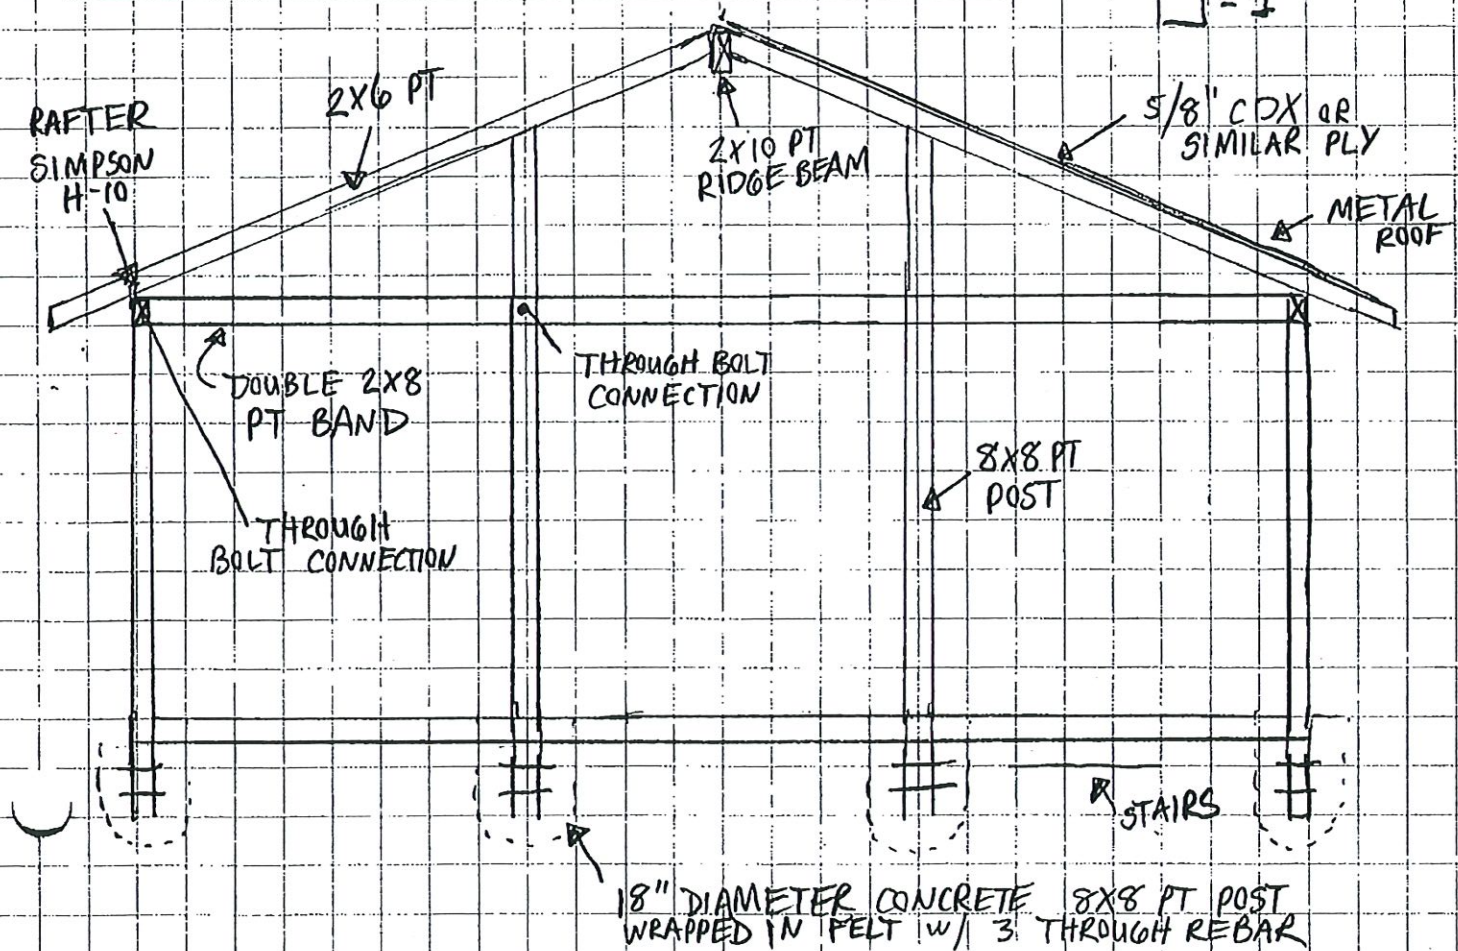 = 1
RAFTER
SIMPSON
H-10
2X6 PT
2X10 PT
RIDGE BEAM
5/8" CDX OR
SIMILAR PLY
METAL
ROOF
DOUBLE 2X8
PT BAND
THROUGH BOLT
CONNECTION
8X8 PT
POST
THROUGH
BOLT CONNECTION
STAIRS
18" DIAMETER CONCRETE 8X8 PT POST
WRAPPED IN FELT W/ 3 THROUGH REBAR